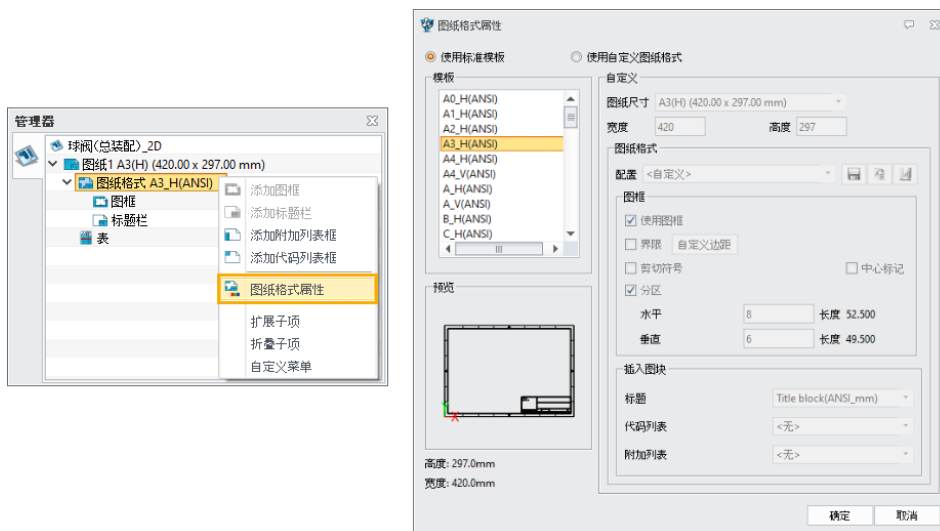 管理器
球阀(总装配)_2D
图纸1 A3(H) (420.00 x 297.00 mm)
图纸格式 A3_H(ANSI)
图框
标题栏
表
添加图框
添加标题栏
添加附加列表框
添加代码列表框
图纸格式属性
扩展子项
折叠子项
自定义菜单
图纸格式属性
使用标准模板 使用自定义图纸格式
模板
A0_H(ANSI)
A1_H(ANSI)
A2_H(ANSI)
A3_H(ANSI)
A4_H(ANSI)
A4_V(ANSI)
A_H(ANSI)
A_V(ANSI)
B_H(ANSI)
C_H(ANSI)
预览
X
高度: 297.0mm
宽度: 420.0mm
自定义
图纸尺寸 A3(H) (420.00 x 297.00 mm)
宽度 420 高度 297
图纸格式
配置 <自定义>
图框
使用图框
界限 自定义边距
剪切符号 中心标记
分区
水平 8 长度 52.500
垂直 6 长度 49.500
插入图块
标题 Title block(ANSI_mm)
代码列表 <无>
附加列表 <无>
确定 取消